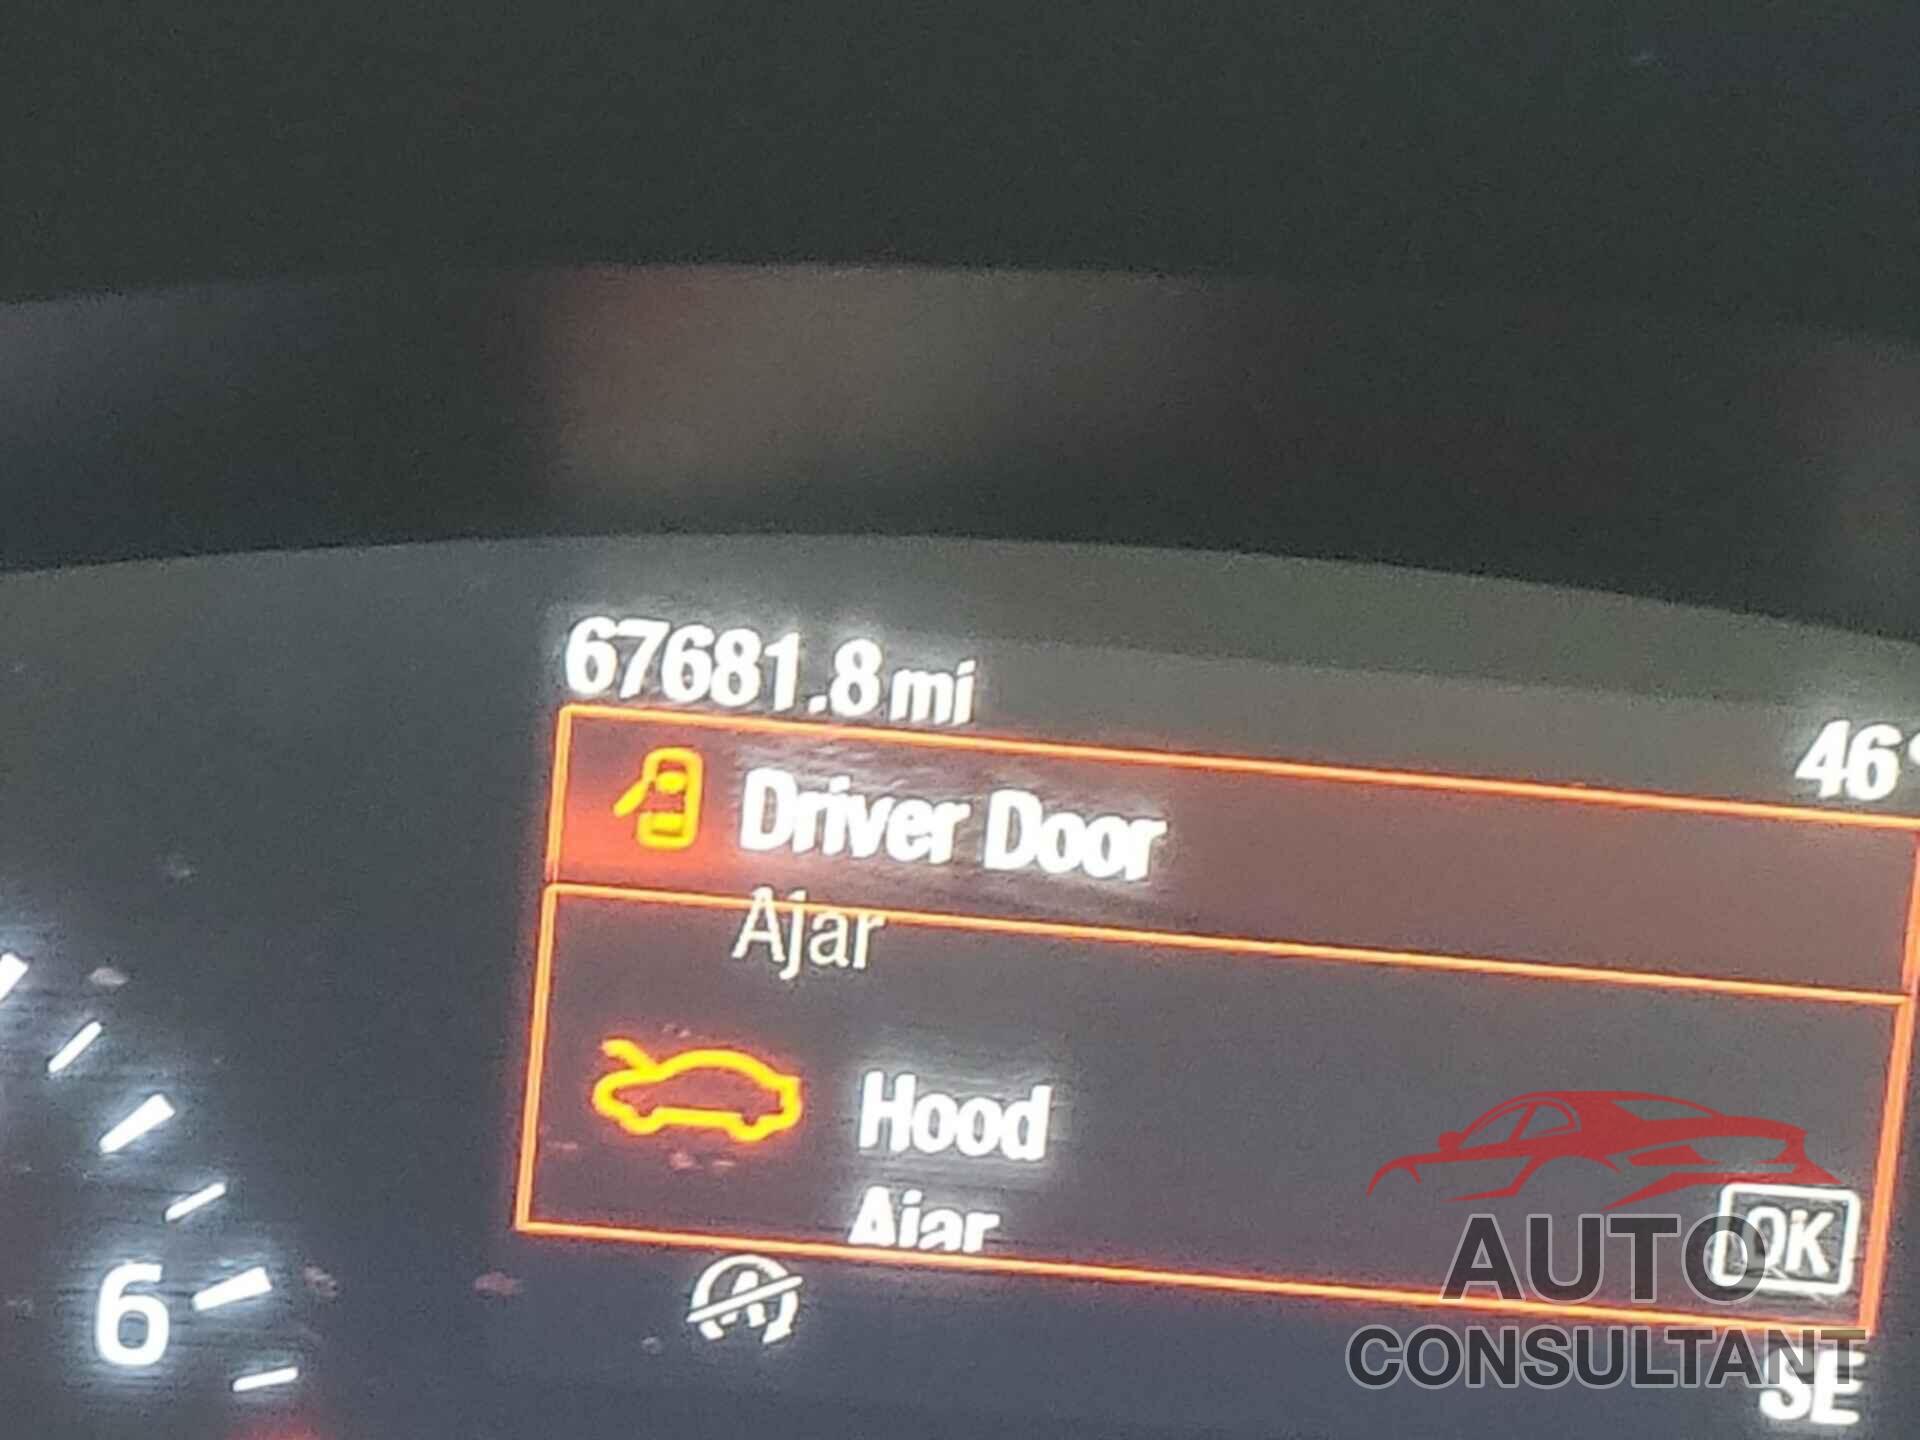 67681.8 mi
46°
Driver Door
Ajar
Hood
Ajar
OK
6
SE
AUTO
CONSULTANT